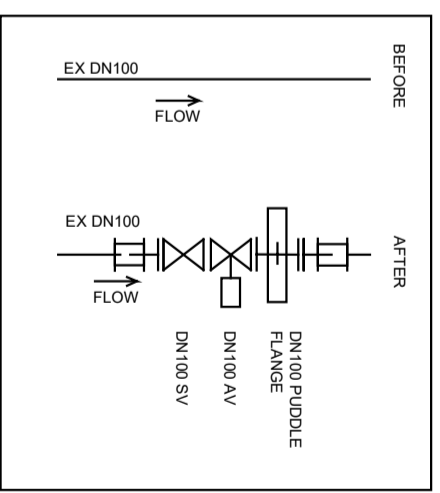 EX DN100
FLOW
BEFORE
EX DN100
FLOW
AFTER
DN100 SV
DN100 AV
DN100 PUDDLE
FLANGE